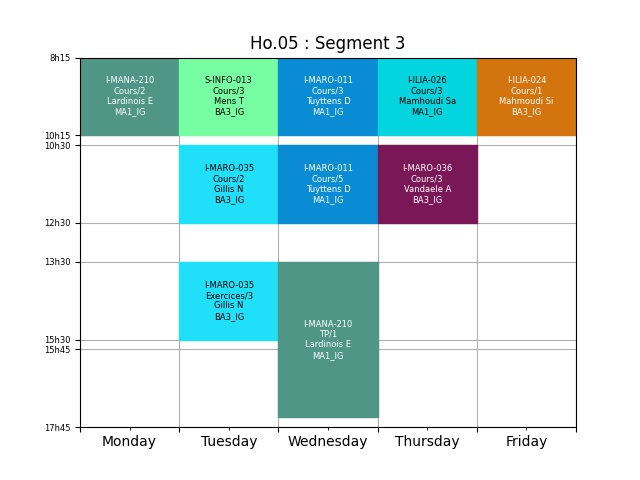 Ho.05 : Segment 3
8h15
I-MANA-210
Cours/2
Lardinois E
MA1_IG
S-INFO-013
Cours/3
Mens T
BA3_IG
I-MARO-011
Cours/3
Tuyttens D
MA1_IG
I-ILIA-026
Cours/3
Mamhoudi Sa
MA1_IG
I-ILIA-024
Cours/1
Mahmoudi Si
BA3_IG
10h15
10h30
I-MARO-035
Cours/2
Gillis N
BA3_IG
I-MARO-011
Cours/5
Tuyttens D
MA1_IG
I-MARO-036
Cours/3
Vandaele A
BA3_IG
12h30
13h30
I-MARO-035
Exercices/3
Gillis N
BA3_IG
I-MANA-210
TP/1
Lardinois E
MA1_IG
15h30
15h45
17h45
Monday
Tuesday
Wednesday
Thursday
Friday